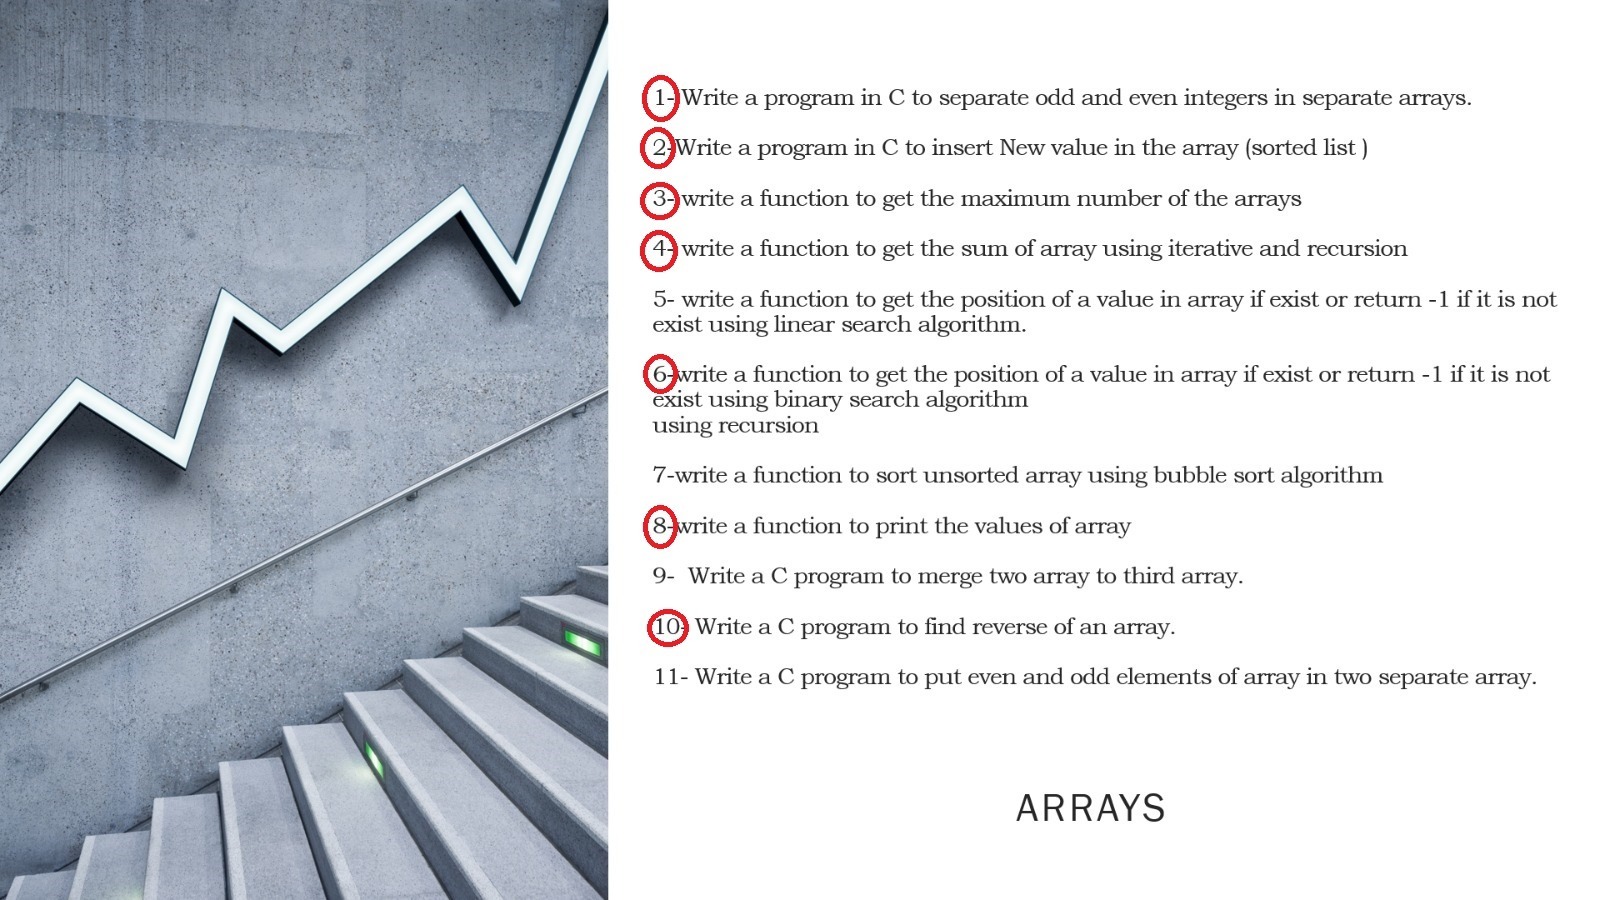 1- Write a program in C to separate odd and even integers in separate arrays.
2-Write a program in C to insert New value in the array (sorted list )
3- write a function to get the maximum number of the arrays
4- write a function to get the sum of array using iterative and recursion
5- write a function to get the position of a value in array if exist or return -1 if it is not
exist using linear search algorithm.
6-write a function to get the position of a value in array if exist or return -1 if it is not
exist using binary search algorithm
using recursion
7-write a function to sort unsorted array using bubble sort algorithm
8-write a function to print the values of array
9-  Write a C program to merge two array to third array.
10- Write a C program to find reverse of an array.
11- Write a C program to put even and odd elements of array in two separate array.
ARRAYS